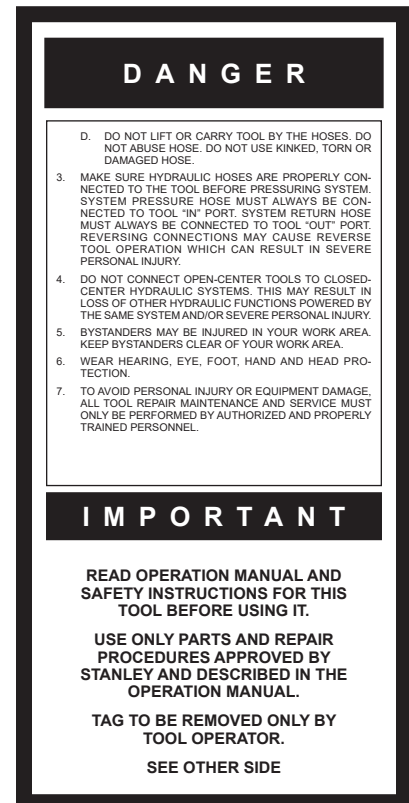 D A N G E R
D. DO NOT LIFT OR CARRY TOOL BY THE HOSES. DO
NOT ABUSE HOSE. DO NOT USE KINKED, TORN OR
DAMAGED HOSE.
3. MAKE SURE HYDRAULIC HOSES ARE PROPERLY CON-
NECTED TO THE TOOL BEFORE PRESSURING SYSTEM.
SYSTEM PRESSURE HOSE MUST ALWAYS BE CON-
NECTED TO TOOL “IN” PORT. SYSTEM RETURN HOSE
MUST ALWAYS BE CONNECTED TO TOOL “OUT” PORT.
REVERSING CONNECTIONS MAY CAUSE REVERSE
TOOL OPERATION WHICH CAN RESULT IN SEVERE
PERSONAL INJURY.
4. DO NOT CONNECT OPEN-CENTER TOOLS TO CLOSED-
CENTER HYDRAULIC SYSTEMS. THIS MAY RESULT IN
LOSS OF OTHER HYDRAULIC FUNCTIONS POWERED BY
THE SAME SYSTEM AND/OR SEVERE PERSONAL INJURY.
5. BYSTANDERS MAY BE INJURED IN YOUR WORK AREA.
KEEP BYSTANDERS CLEAR OF YOUR WORK AREA.
6. WEAR HEARING, EYE, FOOT, HAND AND HEAD PRO-
TECTION.
7. TO AVOID PERSONAL INJURY OR EQUIPMENT DAMAGE,
ALL TOOL REPAIR MAINTENANCE AND SERVICE MUST
ONLY BE PERFORMED BY AUTHORIZED AND PROPERLY
TRAINED PERSONNEL.
I M P O R T A N T
READ OPERATION MANUAL AND
SAFETY INSTRUCTIONS FOR THIS
TOOL BEFORE USING IT.
USE ONLY PARTS AND REPAIR
PROCEDURES APPROVED BY
STANLEY AND DESCRIBED IN THE
OPERATION MANUAL.
TAG TO BE REMOVED ONLY BY
TOOL OPERATOR.
SEE OTHER SIDE